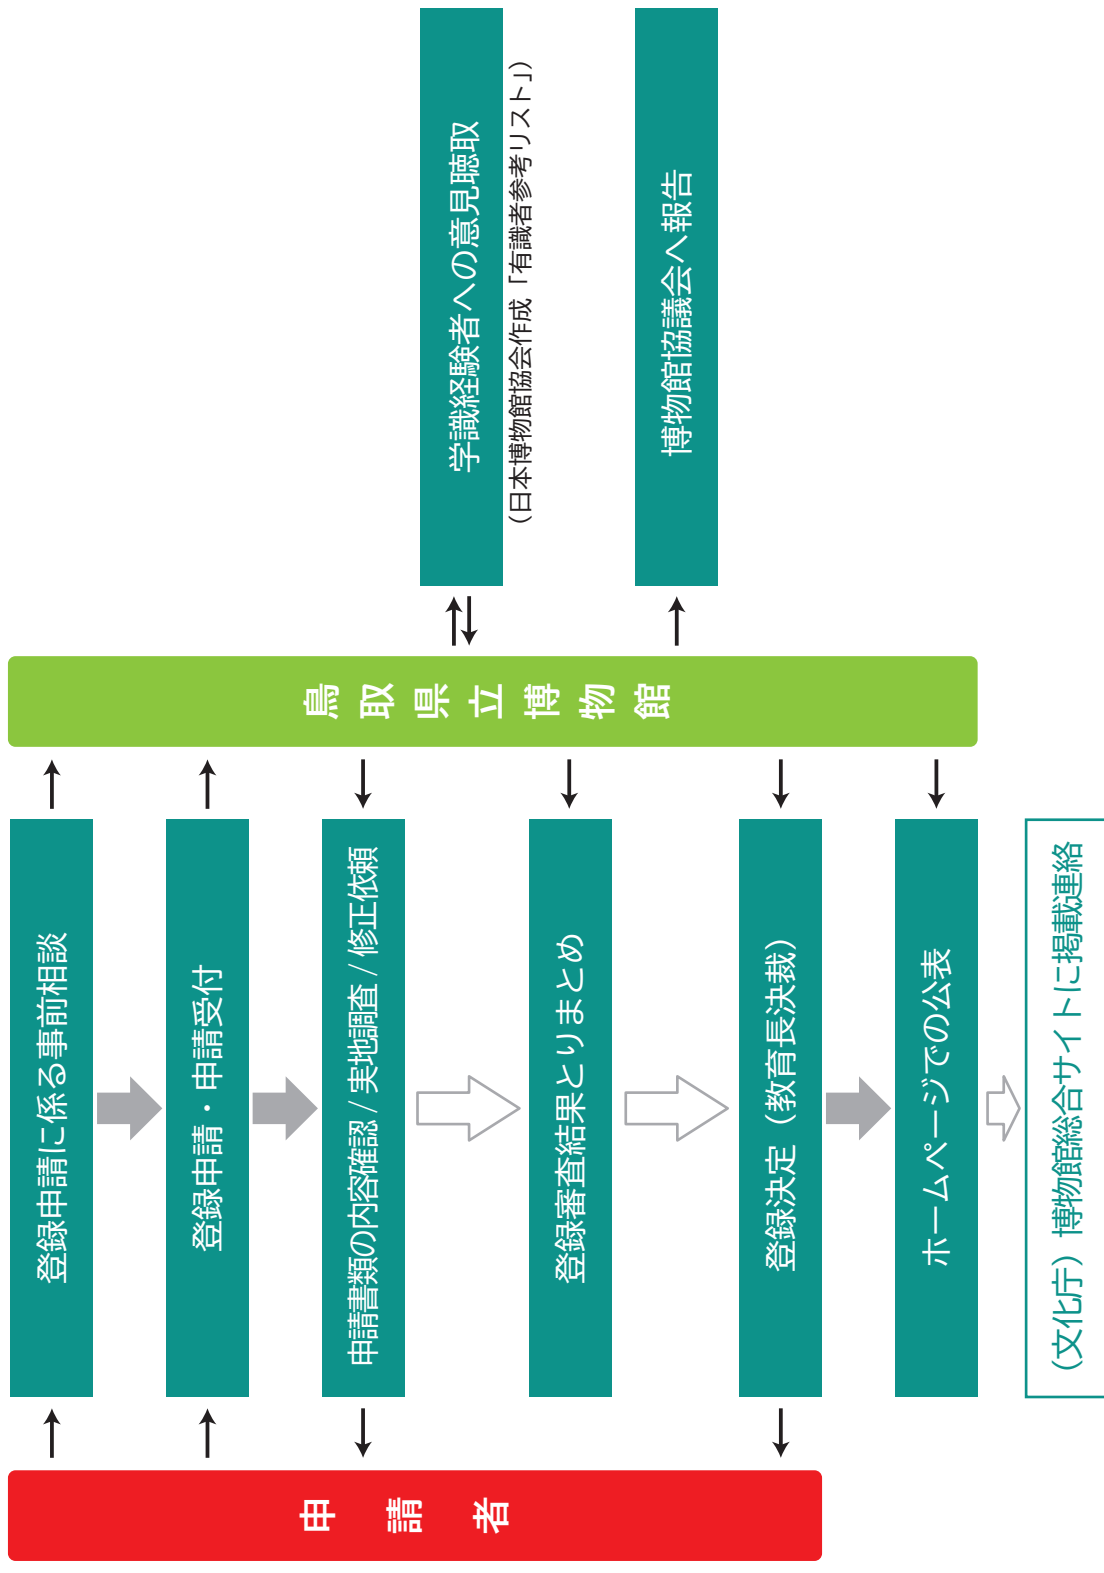 申請者
登録申請に係る事前相談
登録申請・申請受付
申請書類の内容確認 / 実地調査 / 修正依頼
登録審査結果とりまとめ
登録決定（教育長決裁）
ホームページでの公表
（文化庁）博物館総合サイトに掲載連絡
鳥取県立博物館
学識経験者への意見聴取
（日本博物館協会作成「有識者参考リスト」）
博物館協議会へ報告